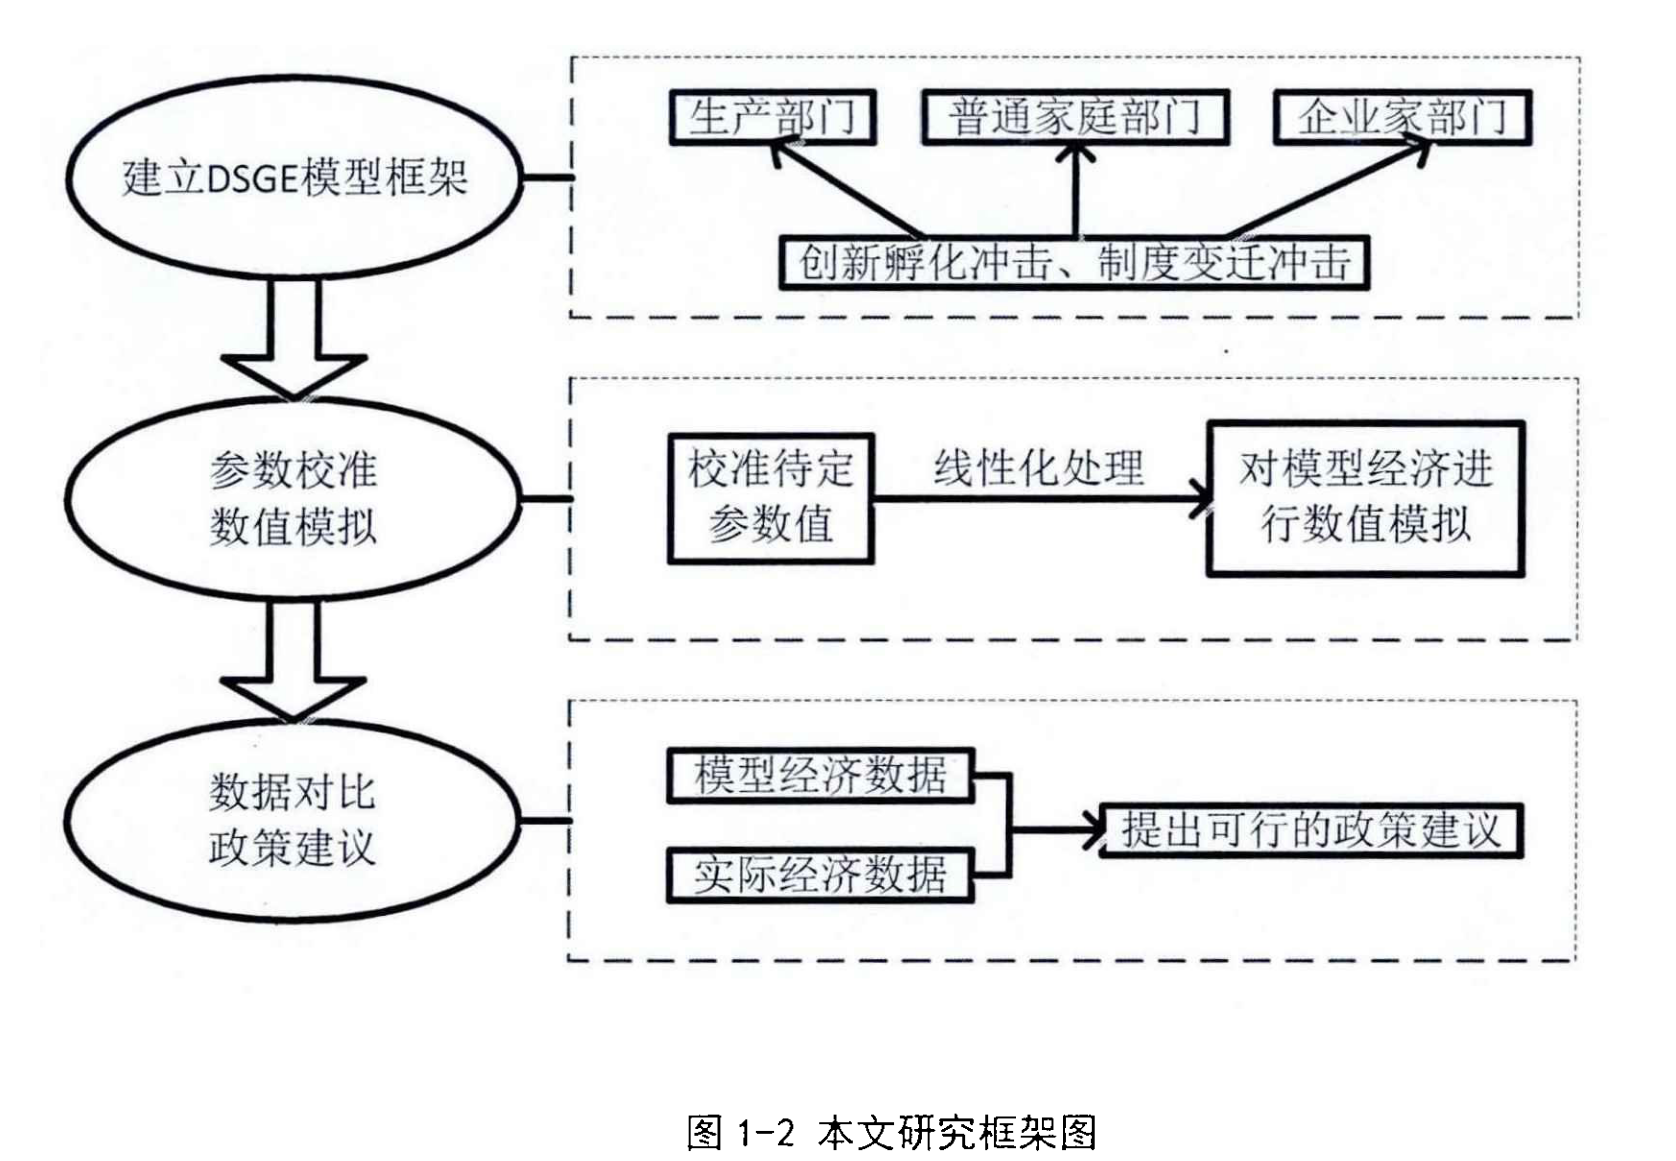 建立DSGE模型框架
生产部门
普通家庭部门
企业家部门
创新孵化冲击、制度变迁冲击
参数校准
数值模拟
校准待定
参数值
线性化处理
对模型经济进
行数值模拟
数据对比
政策建议
模型经济数据
实际经济数据
提出可行的政策建议
图 1-2 本文研究框架图